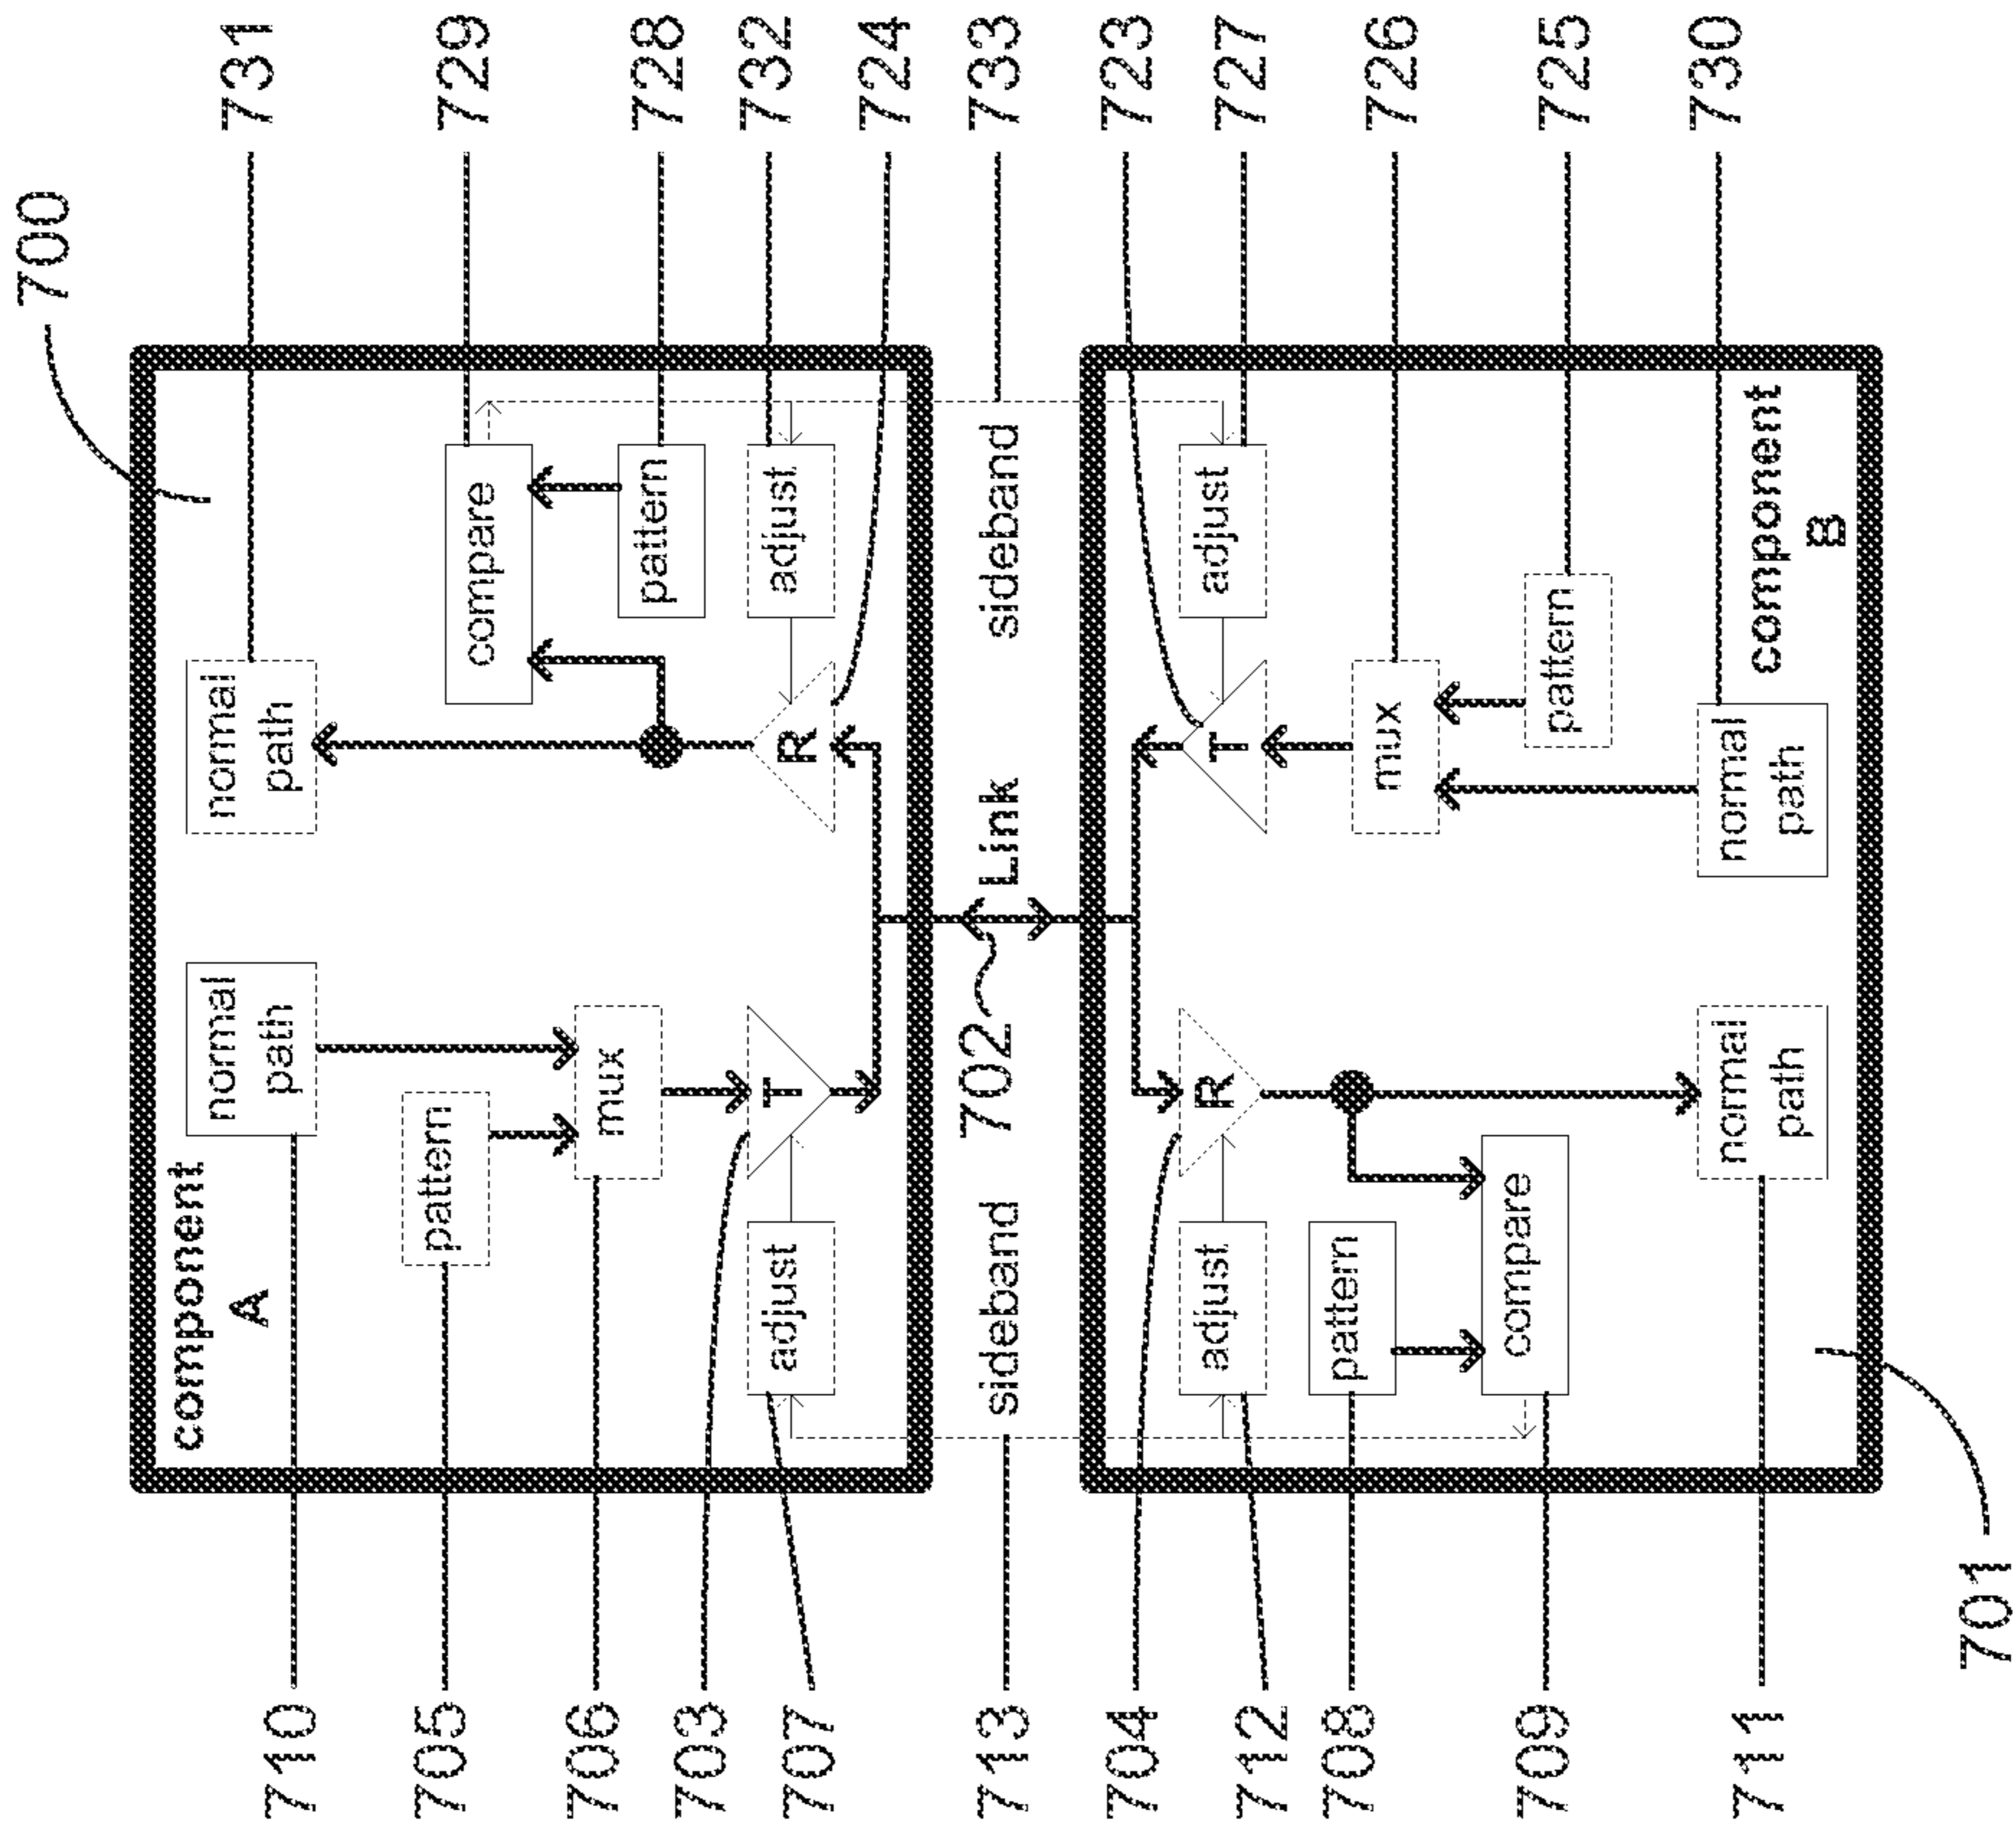 700
component
A
710
normal
path
normal
path
731
705
pattern
compare
729
706
mux
pattern
728
703
707
adjust
T
R
adjust
732
724
713
sideband
702
Link
sideband
733
704
723
712
adjust
R
T
adjust
727
708
pattern
mux
726
709
compare
pattern
725
711
normal
path
normal
path
730
component
B
701